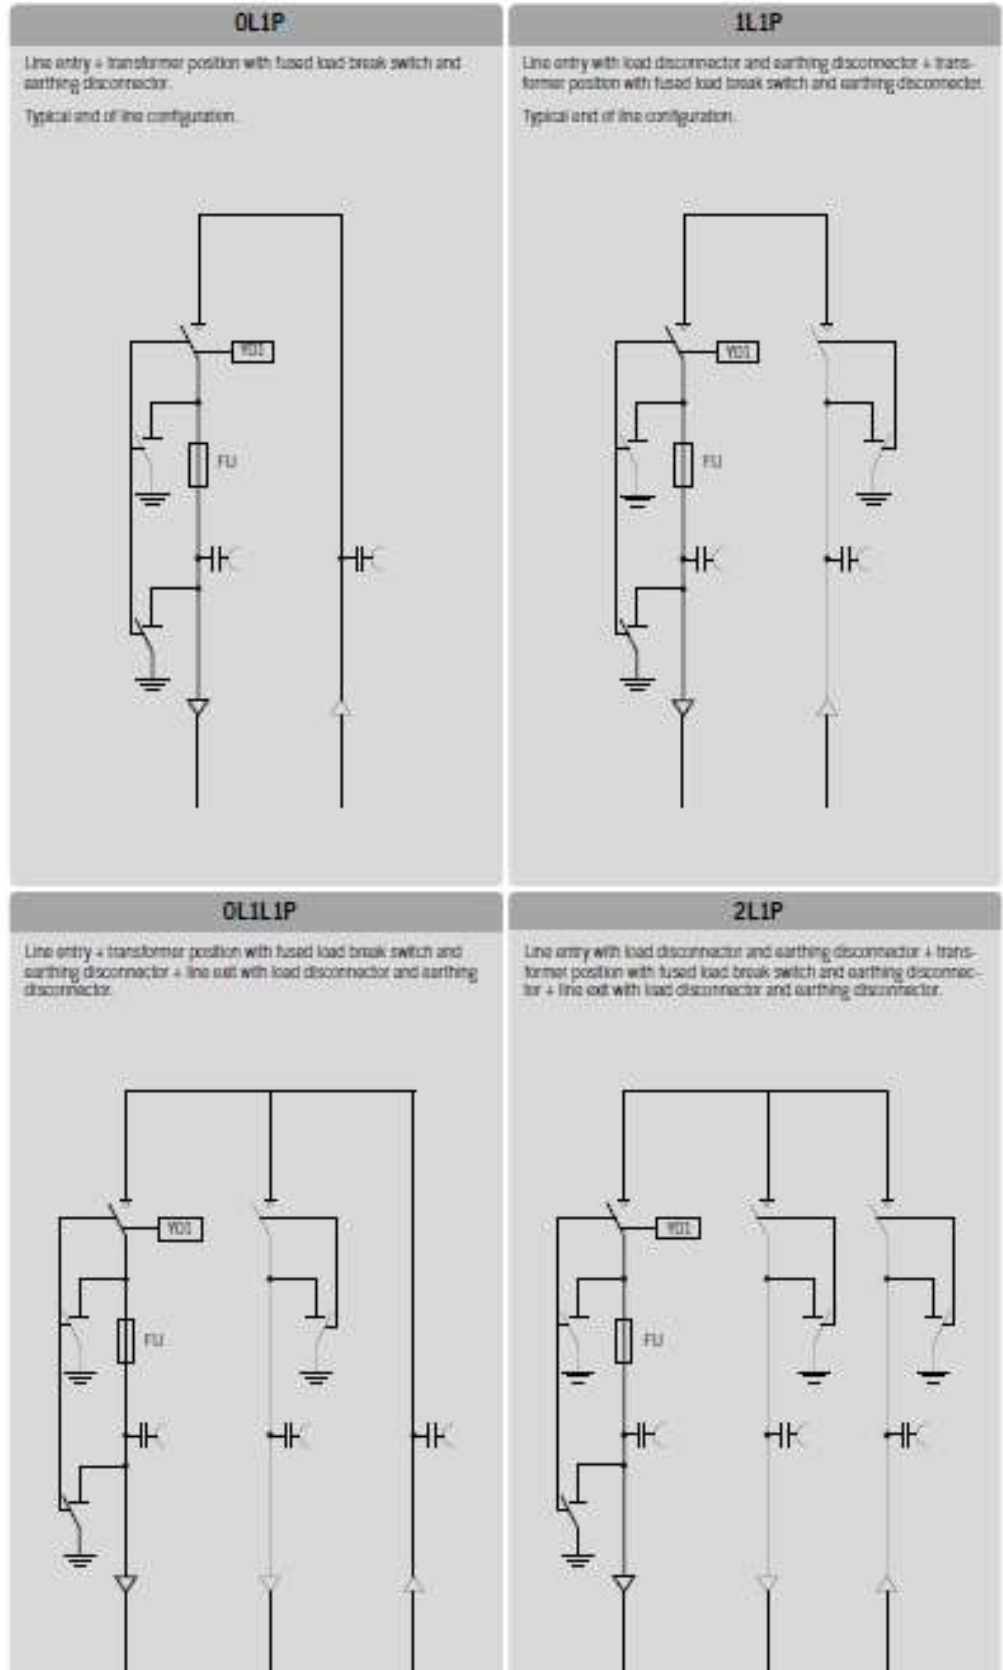 0L1P
Line entry + transformer position with fused load break switch and
earthing disconnector.
Typical end of line configuration.
Y01
FU
1L1P
Line entry with load disconnector and earthing disconnector + trans-
former position with fused load break switch and earthing disconnector.
Typical end of line configuration.
Y01
FU
0L1L1P
Line entry + transformer position with fused load break switch and
earthing disconnector + line exit with load disconnector and earthing
disconnector.
Y01
FU
2L1P
Line entry with load disconnector and earthing disconnector + trans-
former position with fused load break switch and earthing disconnec-
tor + line exit with load disconnector and earthing disconnector.
Y01
FU